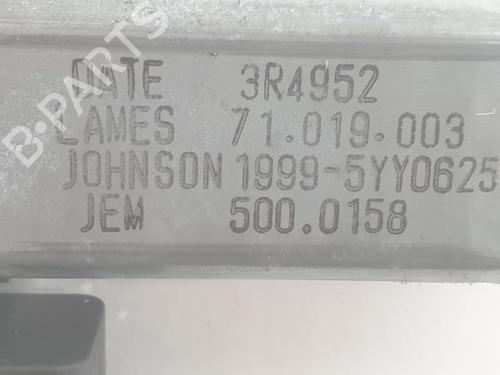 DATE 3R4952
LAMES 71.019.003
JOHNSON 1999-5YY0625
JEM 500.0158
B-PARTS